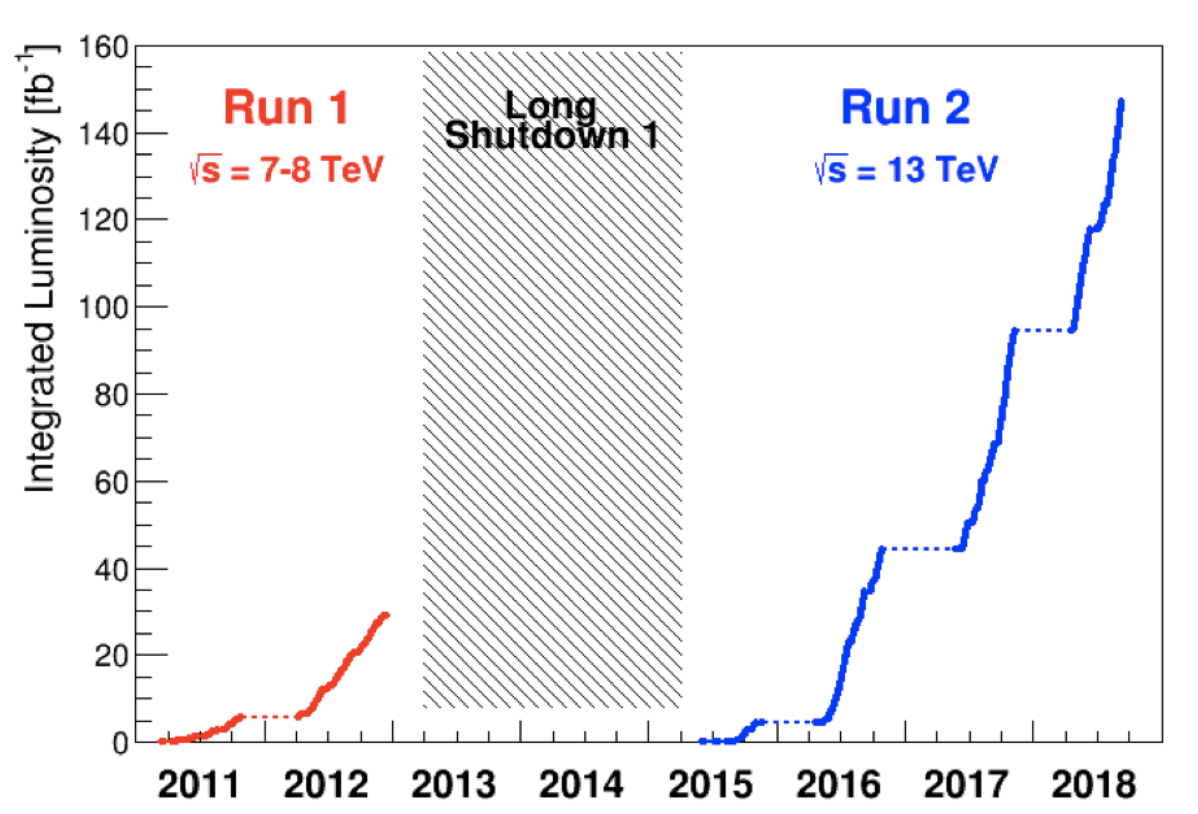 Integrated Luminosity [fb⁻¹]
160
140
120
100
80
60
40
20
0
Run 1
√s = 7-8 TeV
Long
Shutdown 1
Run 2
√s = 13 TeV
2011 2012 2013 2014 2015 2016 2017 2018